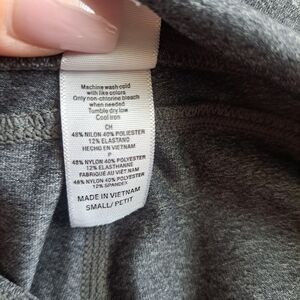 Machine wash cold
with like colors
Only non-chlorine bleach
when needed
Tumble dry low
Cool iron
CH
48% NILON 40% POLIESTER
12% ELASTANO
HECHO EN VIETNAM
P
48% NYLON 40% POLYESTER
12% ELASTHANNE
FABRIQUÉ AU VIET NAM
48% NYLON 40% POLYESTER
12% SPANDEX
MADE IN VIETNAM
SMALL/ PETIT